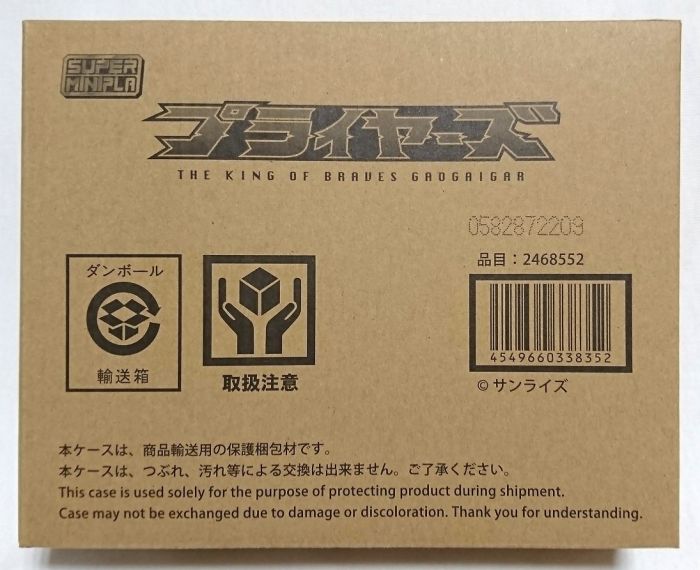 SUPER
MINIPLA
プライヤーズ
THE KING OF BRAVES GAOGAIGAR
0582872209
品目：2468552
4549660338352
© サンライズ
ダンボール
輸送箱
取扱注意
本ケースは、商品輸送用の保護梱包材です。
本ケースは、つぶれ、汚れ等による交換は出来ません。ご了承ください。
This case is used solely for the purpose of protecting product during shipment.
Case may not be exchanged due to damage or discoloration. Thank you for understanding.